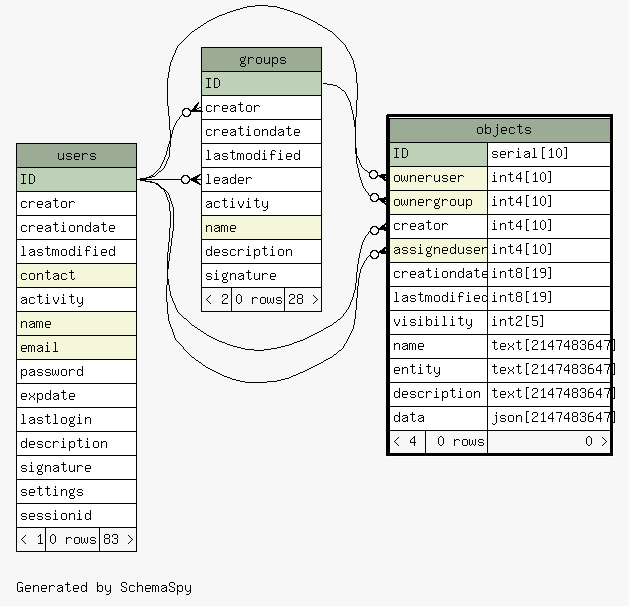 groups
ID
creator
creationdate
lastmodified
leader
activity
name
description
signature
< 2 0 rows 28 >
objects
ID serial[10]
owneruser int4[10]
ownergroup int4[10]
creator int4[10]
assigneduser int4[10]
creationdate int8[19]
lastmodified int8[19]
visibility int2[5]
name text[2147483647]
entity text[2147483647]
description text[2147483647]
data json[2147483647]
< 4 0 rows 0 >
users
ID
creator
creationdate
lastmodified
contact
activity
name
email
password
expdate
lastlogin
description
signature
settings
sessionid
< 1 0 rows 83 >
Generated by SchemaSpy